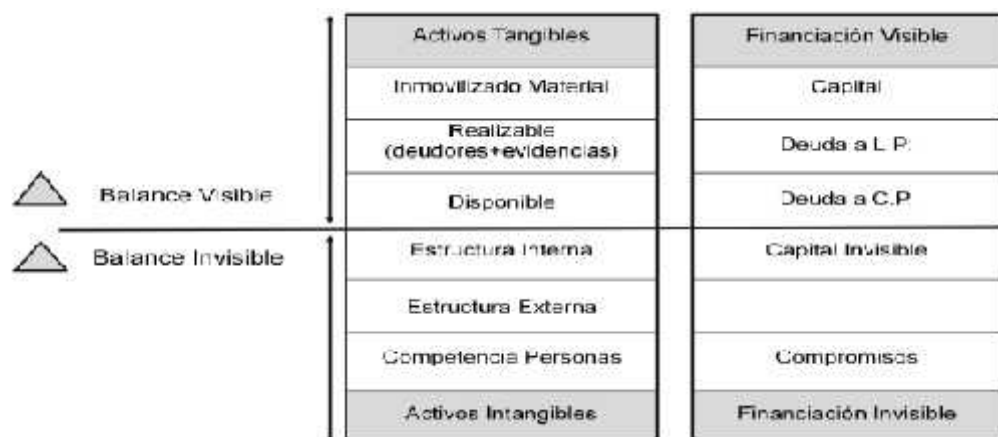 Activos Tangibles
Financiación Visible
Inmovilizado Material
Capital
Realizable
(deudores+evidencias)
Deuda a L P.
Balance Visible
Disponible
Deuda a C.P
Balance Invisible
Estructura Interna
Capital Invisible
Estructura Externa
Competencia Personas
Compromisos
Activos Intangibles
Financiación Invisible